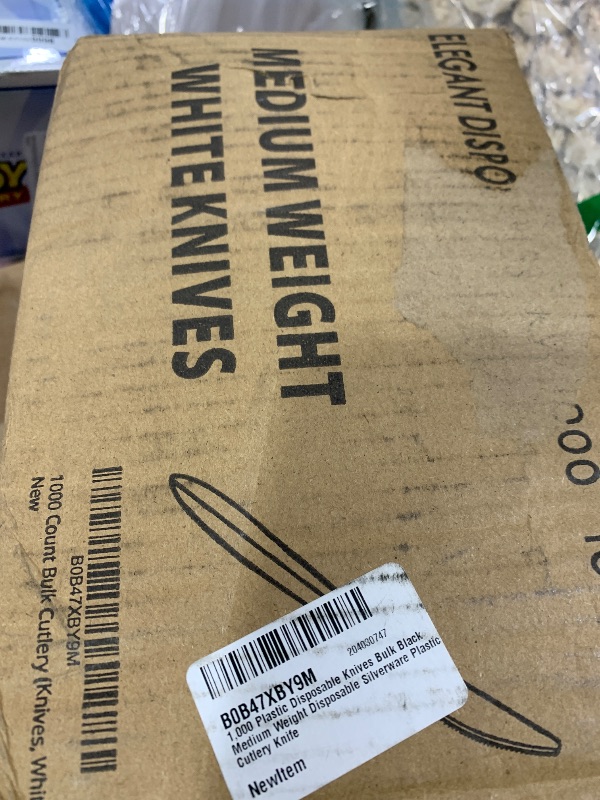 ELEGANT DISPO
MEDIUM WEIGHT
WHITE KNIVES
B0B47XBY9M
1000 Count Bulk Cutlery (Knives, Whi
New
204030747
B0B47XBY9M
1,000 Plastic Disposable Knives Bulk Black
Medium Weight Disposable Silverware Plastic
Cutlery Knife
NewItem